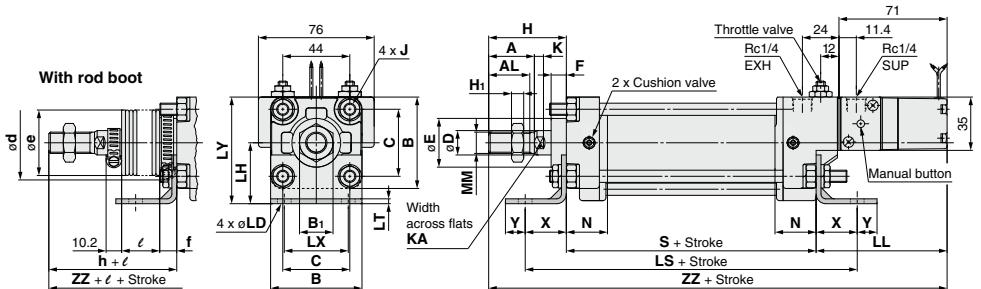 With rod boot
ød
øe
10.2
ℓ
f
h + ℓ
ZZ + ℓ + Stroke
76
44
4 x J
LY
LH
C
B
LT
4 x øLD
B1
LX
C
B
H
A
K
AL
F
H1
2 x Cushion valve
øE
øD
MM
Width
across flats
KA
Throttle valve
71
24
11.4
12
Rc1/4
EXH
Rc1/4
SUP
35
Manual button
Y
X
N
N
X
Y
S + Stroke
LL
LS + Stroke
ZZ + Stroke